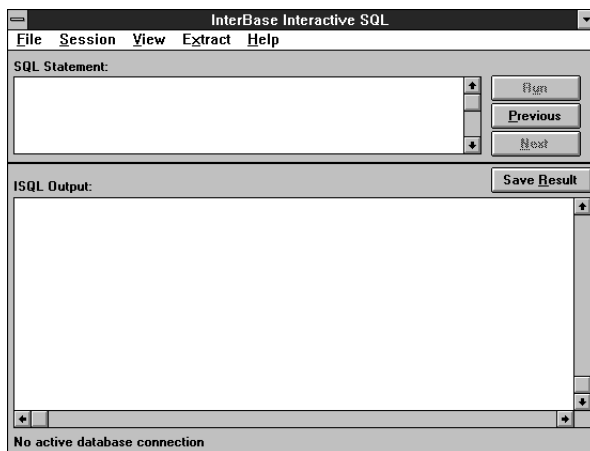 InterBase Interactive SQL
File Session View Extract Help
SQL Statement:
Run
Previous
Next
Save Result
ISQL Output:
No active database connection